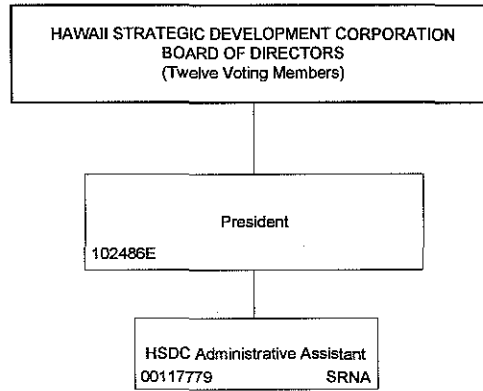 HAWAII STRATEGIC DEVELOPMENT CORPORATION
BOARD OF DIRECTORS
(Twelve Voting Members)
President
102486E
HSDC Administrative Assistant
00117779 SRNA